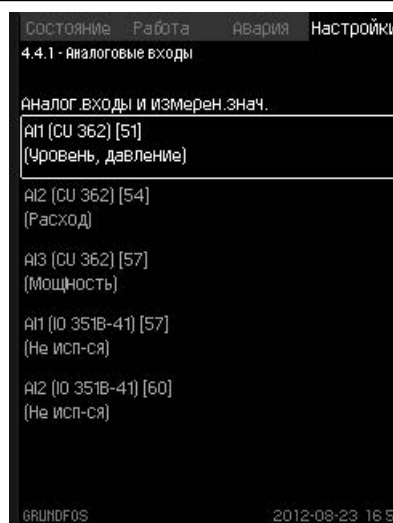 Состояние Работа Авария Настройки
4.4.1 - Аналоговые входы
Аналог.входы и измерен.знач.
AI1 (CU 362) [51]
(Уровень, давление)
AI2 (CU 362) [54]
(Расход)
AI3 (CU 362) [57]
(Мощность)
AI1 (IO 351B-41) [57]
(Не исп-ся)
AI2 (IO 351B-41) [60]
(Не исп-ся)
GRUNDFOS 2012-08-23 16:5